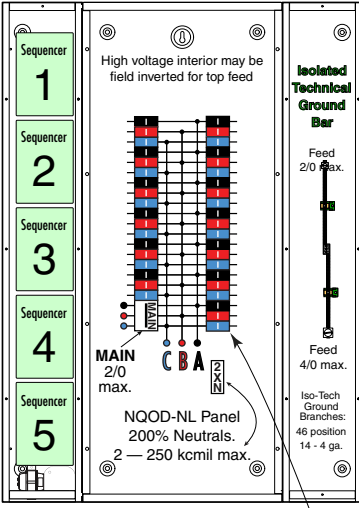 Sequencer
1
Sequencer
2
Sequencer
3
Sequencer
4
Sequencer
5
High voltage interior may be
field inverted for top feed
MAIN
MAIN
2/0
max.
C B A
2XN
NQOD-NL Panel
200% Neutrals.
2 — 250 kcmil max.
Isolated
Technical
Ground
Bar
Feed
2/0 max.
Feed
4/0 max.
Iso-Tech
Ground
Branches:
46 position
14 - 4 ga.